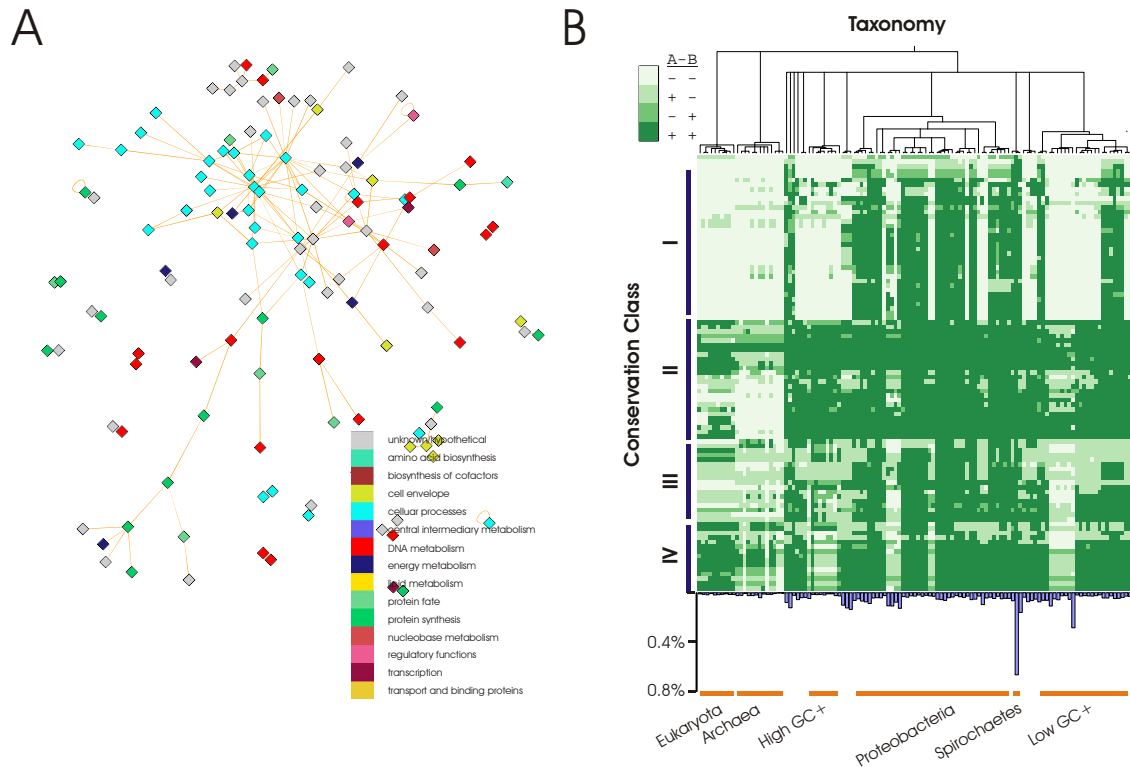 A
unknown/hypothetical
amino acid biosynthesis
biosynthesis of cofactors
cell envelope
celluar processes
central intermediary metabolism
DNA metabolism
energy metabolism
lipid metabolism
protein fate
protein synthesis
nucleobase metabolism
regulatory functions
transcription
transport and binding proteins
B
Taxonomy
A-B
- -
+ -
- +
+ +
Conservation Class
I
II
III
IV
0.4%
0.8%
Eukaryota
Archaea
High GC+
Proteobacteria
Spirochaetes
Low GC+